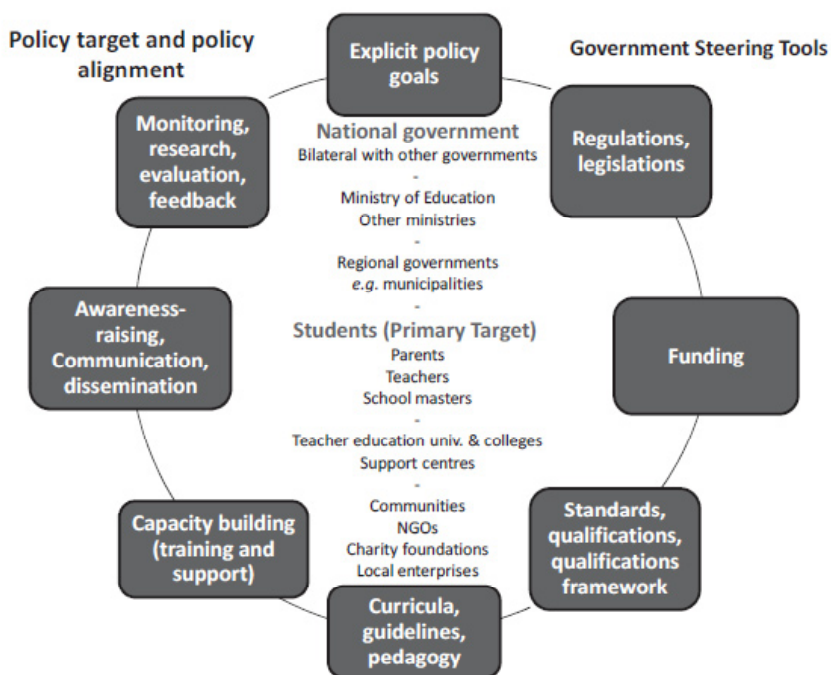 Policy target and policy
alignment
Government Steering Tools
Explicit policy
goals
Regulations,
legislations
Funding
Standards,
qualifications,
qualifications
framework
Curricula,
guidelines,
pedagogy
Capacity building
(training and
support)
Awareness-
raising,
Communication,
dissemination
Monitoring,
research,
evaluation,
feedback
National government
Bilateral with other governments
-
Ministry of Education
Other ministries
-
Regional governments
e.g. municipalities
-
Students (Primary Target)
Parents
Teachers
School masters
-
Teacher education univ. & colleges
Support centres
-
Communities
NGOs
Charity foundations
Local enterprises